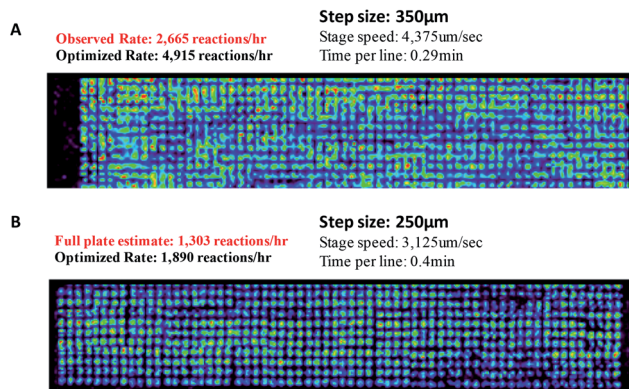 A
Observed Rate: 2,665 reactions/hr
Optimized Rate: 4,915 reactions/hr
Step size: 350µm
Stage speed: 4,375um/sec
Time per line: 0.29min
B
Full plate estimate: 1,303 reactions/hr
Optimized Rate: 1,890 reactions/hr
Step size: 250µm
Stage speed: 3,125um/sec
Time per line: 0.4min